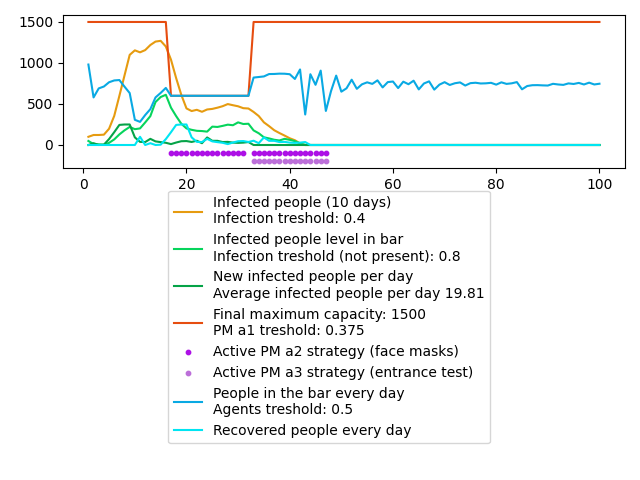 1500
1000
500
0
0 20 40 60 80 100
Infected people (10 days)
Infection treshold: 0.4
Infected people level in bar
Infection treshold (not present): 0.8
New infected people per day
Average infected people per day 19.81
Final maximum capacity: 1500
PM a1 treshold: 0.375
Active PM a2 strategy (face masks)
Active PM a3 strategy (entrance test)
People in the bar every day
Agents treshold: 0.5
Recovered people every day